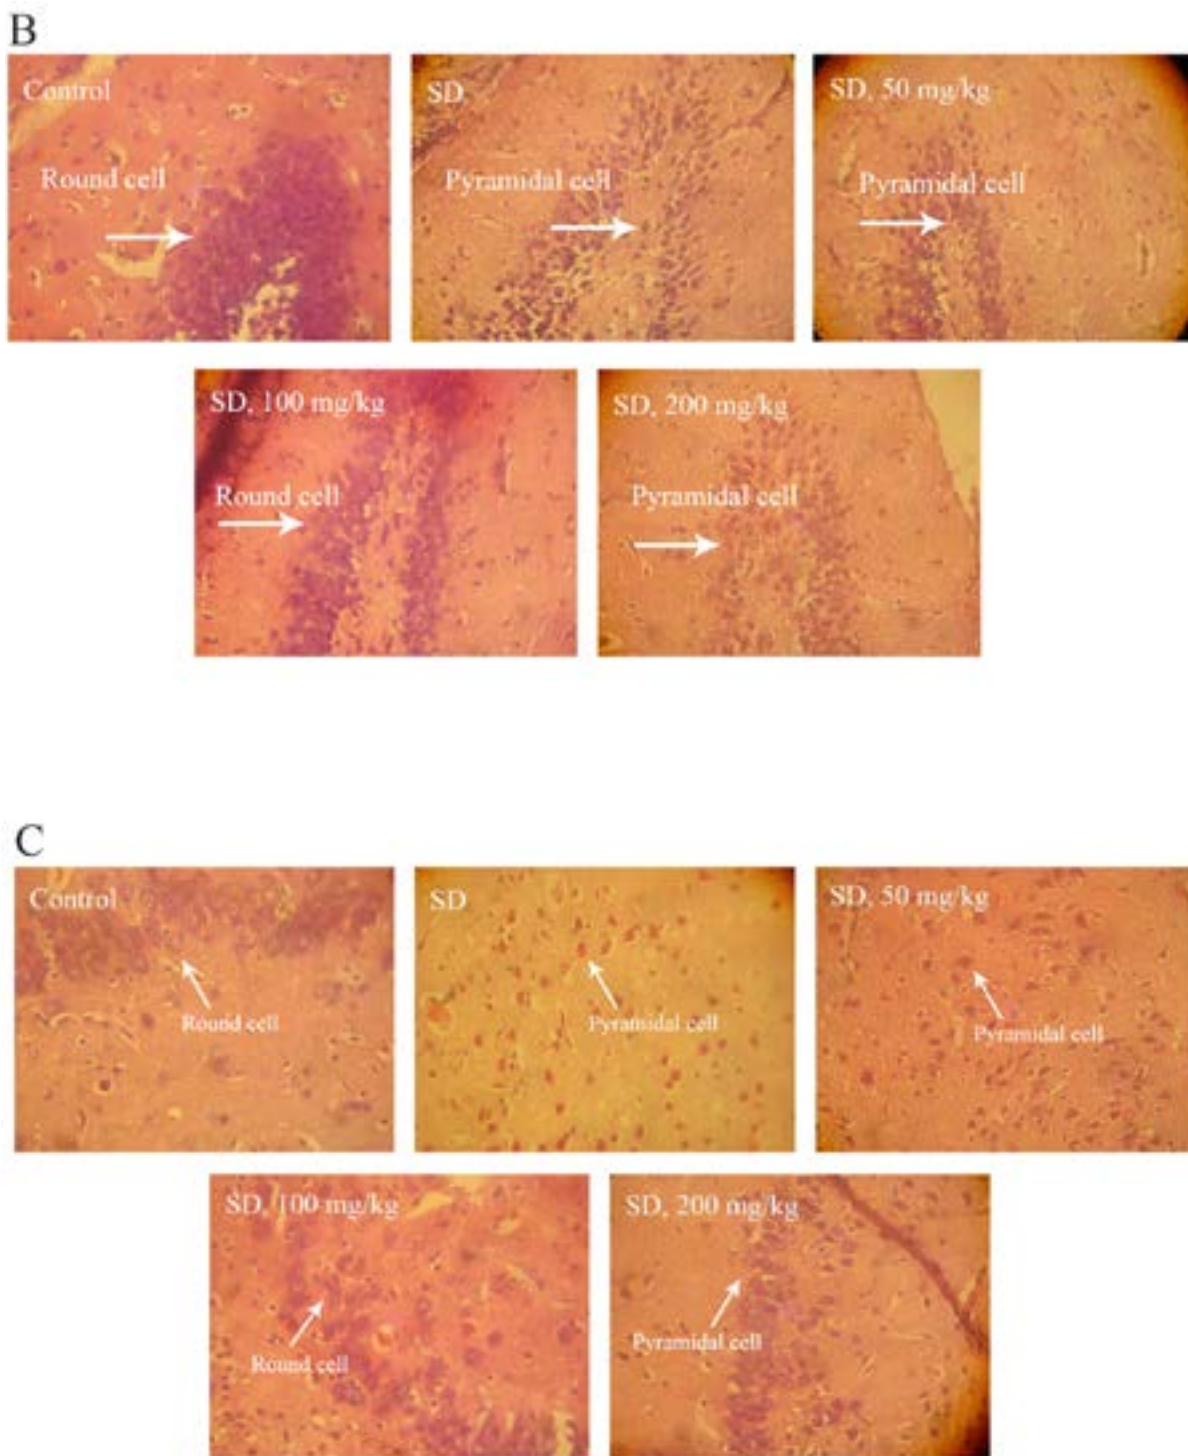 B
Control
Round cell
SD
Pyramidal cell
SD, 50 mg/kg
Pyramidal cell
SD, 100 mg/kg
Round cell
SD, 200 mg/kg
Pyramidal cell
C
Control
Round cell
SD
Pyramidal cell
SD, 50 mg/kg
Pyramidal cell
SD, 100 mg/kg
Round cell
SD, 200 mg/kg
Pyramidal cell